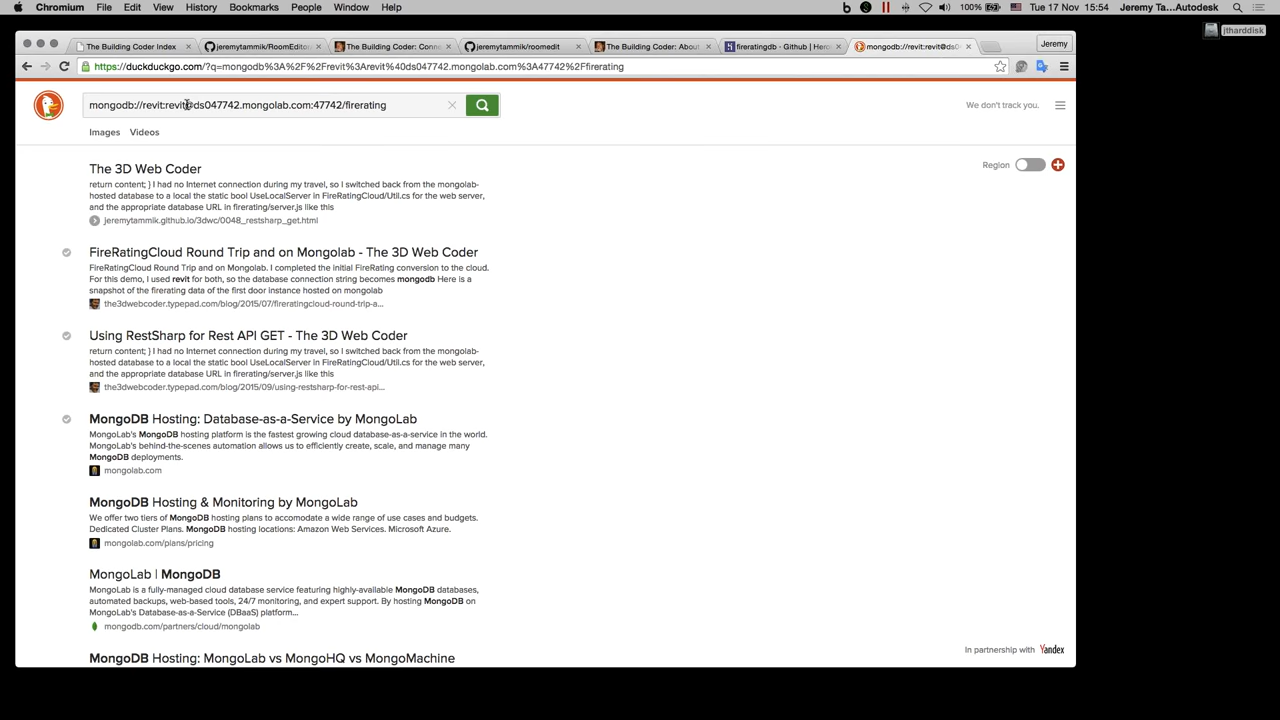 Chromium File Edit View History Bookmarks People Window Help 100% Tue 17 Nov 15:54 Jeremy Ta...Autodesk
jtharddisk
The Building Coder Index jeremytammik/RoomEdito The Building Coder: Conne jeremytammik/roomedit The Building Coder: About fireratingdb - Github | Hero mongodb://revit:revit@ds0 Jeremy
https://duckduckgo.com/?q=mongodb%3A%2F%2Frevit%3Arevit%40ds047742.mongolab.com%3A47742%2Ffirerating
mongodb://revit:revit@ds047742.mongolab.com:47742/firerating
We don't track you.
Images Videos
Region
The 3D Web Coder
return content; } I had no Internet connection during my travel, so I switched back from the mongolab-
hosted database to a local the static bool UseLocalServer in FireRatingCloud/Util.cs for the web server,
and the appropriate database URL in firerating/server.js like this
jeremytammik.github.io/3dwc/0048_restsharp_get.html
FireRatingCloud Round Trip and on Mongolab - The 3D Web Coder
FireRatingCloud Round Trip and on Mongolab. I completed the initial FireRating conversion to the cloud.
For this demo, I used revit for both, so the database connection string becomes mongodb Here is a
snapshot of the firerating data of the first door instance hosted on mongolab
the3dwebcoder.typepad.com/blog/2015/07/fireratingcloud-round-trip-a...
Using RestSharp for Rest API GET - The 3D Web Coder
return content; } I had no Internet connection during my travel, so I switched back from the mongolab-
hosted database to a local the static bool UseLocalServer in FireRatingCloud/Util.cs for the web server,
and the appropriate database URL in firerating/server.js like this
the3dwebcoder.typepad.com/blog/2015/09/using-restsharp-for-rest-api...
MongoDB Hosting: Database-as-a-Service by MongoLab
MongoLab's MongoDB hosting platform is the fastest growing cloud database-as-a-service in the world.
MongoLab's behind-the-scenes automation allows us to efficiently create, scale, and manage many
MongoDB deployments.
mongolab.com
MongoDB Hosting & Monitoring by MongoLab
We offer two tiers of MongoDB hosting plans to accomodate a wide range of use cases and budgets.
Dedicated Cluster Plans. MongoDB hosting locations: Amazon Web Services. Microsoft Azure.
mongolab.com/plans/pricing
MongoLab | MongoDB
MongoLab is a fully-managed cloud database service featuring highly-available MongoDB databases,
automated backups, web-based tools, 24/7 monitoring, and expert support. By hosting MongoDB on
MongoLab's Database-as-a-Service (DBaaS) platform...
mongodb.com/partners/cloud/mongolab
In partnership with Yandex
MongoDB Hosting: MongoLab vs MongoHQ vs MongoMachine